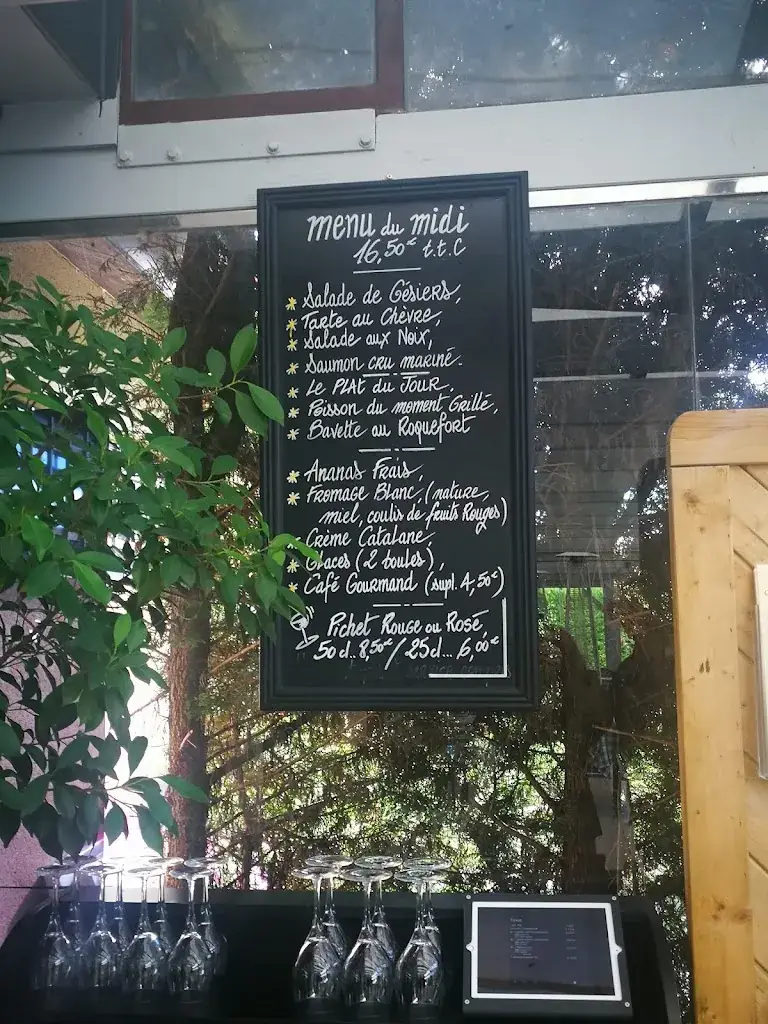 menu du midi
16,50€ t.t.c
* Salade de Gésiers,
* Tarte au Chèvre,
* Salade aux Noix,
* Saumon cru mariné.
* Le Plat du Jour,
* Poisson du moment Grillé,
* Bavette au Roquefort
* Ananas Frais,
* Fromage Blanc, (nature,
miel, coulis de fruits Rouges)
Crème Catalane,
Glaces (2 boules),
* Café Gourmand (supl. 4,50€)
Pichet Rouge ou Rosé
50 cl.. 8,50€ / 25 cl... 6,00€